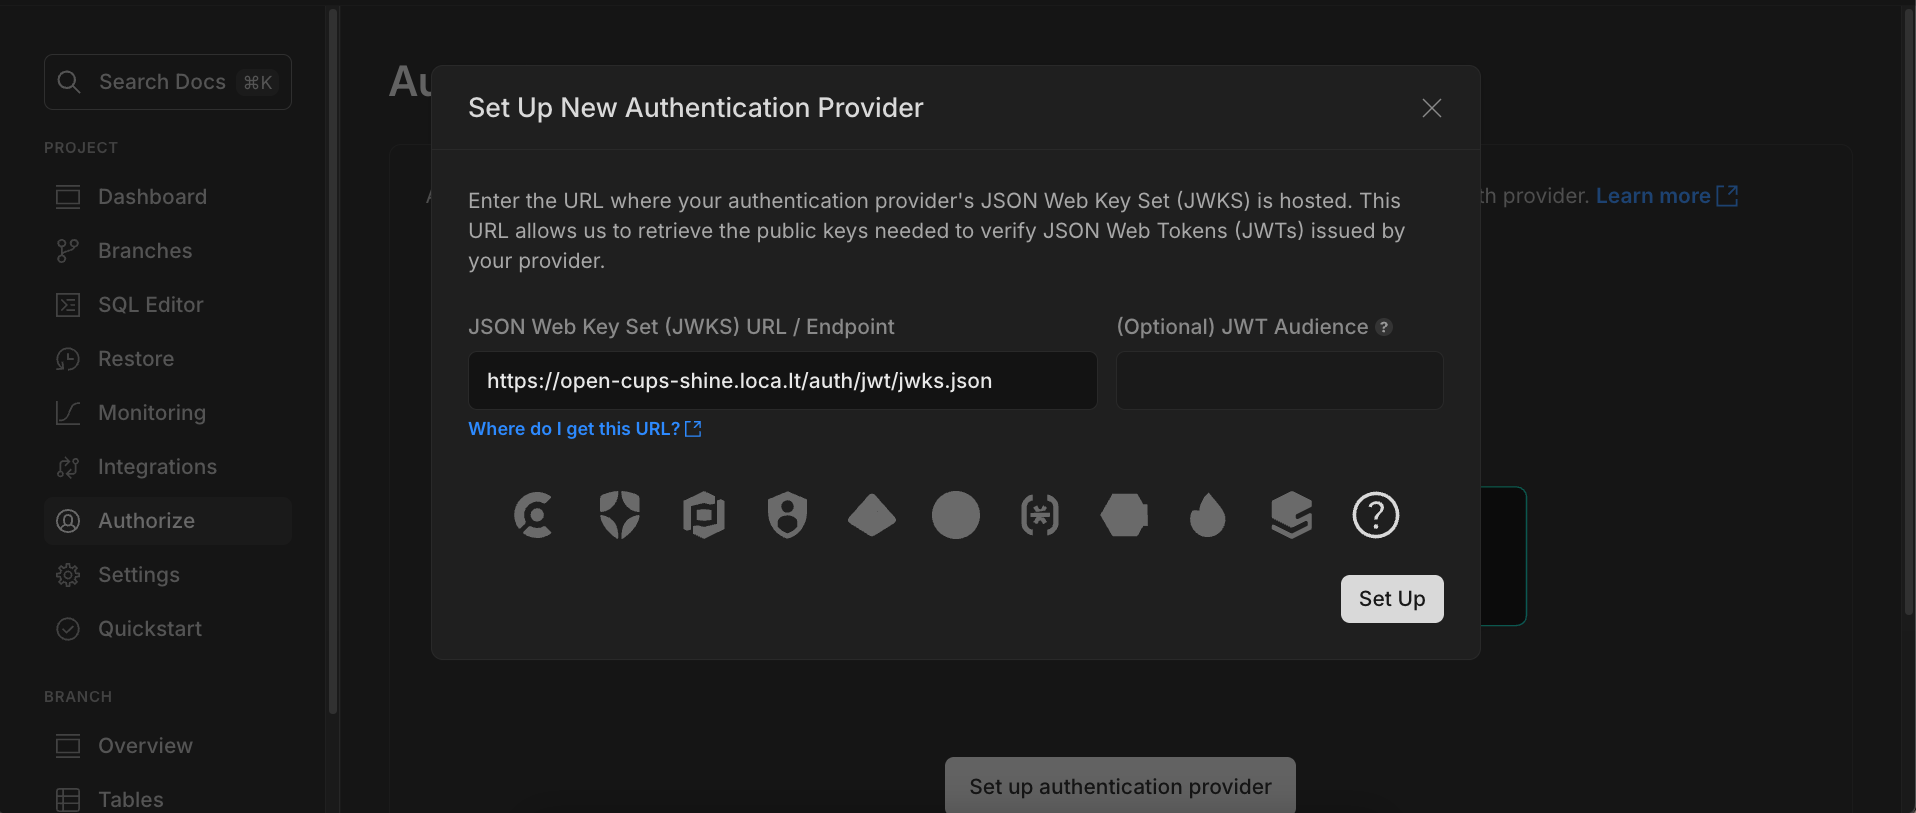 Search Docs ⌘K
PROJECT
Dashboard
Branches
SQL Editor
Restore
Monitoring
Integrations
Authorize
Settings
Quickstart
BRANCH
Overview
Tables
Au
th provider. Learn more
Set Up New Authentication Provider
Enter the URL where your authentication provider's JSON Web Key Set (JWKS) is hosted. This
URL allows us to retrieve the public keys needed to verify JSON Web Tokens (JWTs) issued by
your provider.
JSON Web Key Set (JWKS) URL / Endpoint
https://open-cups-shine.loca.lt/auth/jwt/jwks.json
Where do I get this URL?
(Optional) JWT Audience ?
?
Set Up
Set up authentication provider